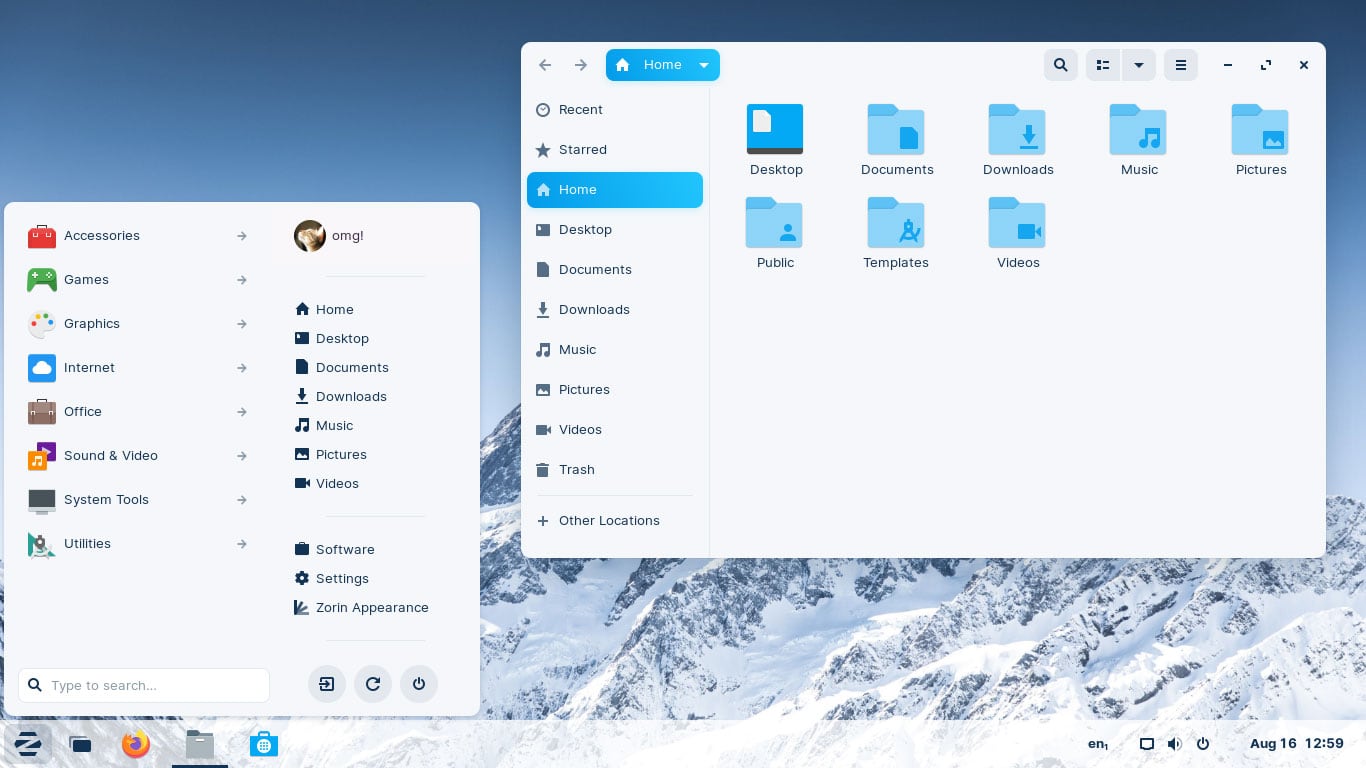 Home
Recent
Starred
Home
Desktop
Documents
Downloads
Music
Pictures
Videos
Trash
Other Locations
Desktop
Documents
Downloads
Music
Pictures
Public
Templates
Videos
Accessories
Games
Graphics
Internet
Office
Sound & Video
System Tools
Utilities
Type to search...
omg!
Home
Desktop
Documents
Downloads
Music
Pictures
Videos
Software
Settings
Zorin Appearance
en₁
Aug 16 12:59